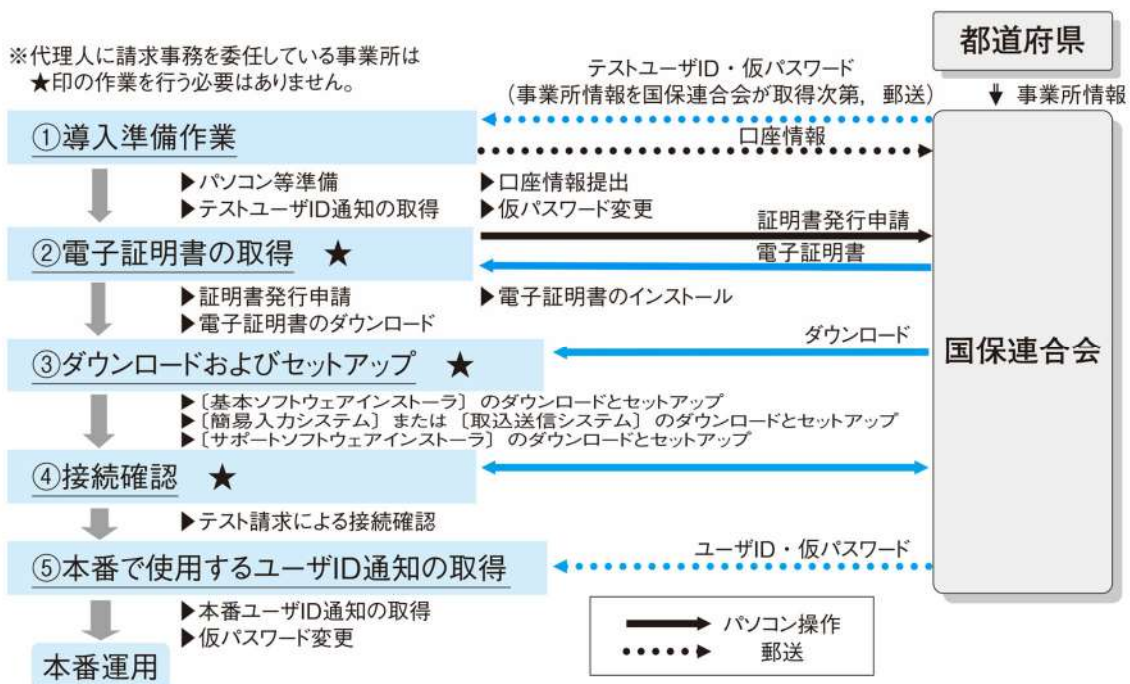 ※代理人に請求事務を委任している事業所は
★印の作業を行う必要はありません。
都道府県
事業所情報
テストユーザID・仮パスワード
(事業所情報を国保連合会が取得次第，郵送)
①導入準備作業
口座情報
▶パソコン等準備
▶口座情報提出
▶テストユーザID通知の取得
▶仮パスワード変更
証明書発行申請
②電子証明書の取得 ★
電子証明書
▶証明書発行申請
▶電子証明書のインストール
▶電子証明書のダウンロード
ダウンロード
国保連合会
③ダウンロードおよびセットアップ ★
▶〔基本ソフトウェアインストーラ〕のダウンロードとセットアップ
▶〔簡易入力システム〕または〔取込送信システム〕のダウンロードとセットアップ
▶〔サポートソフトウェアインストーラ〕のダウンロードとセットアップ
④接続確認 ★
▶テスト請求による接続確認
ユーザID・仮パスワード
⑤本番で使用するユーザID通知の取得
▶本番ユーザID通知の取得
▶仮パスワード変更
パソコン操作
郵送
本番運用